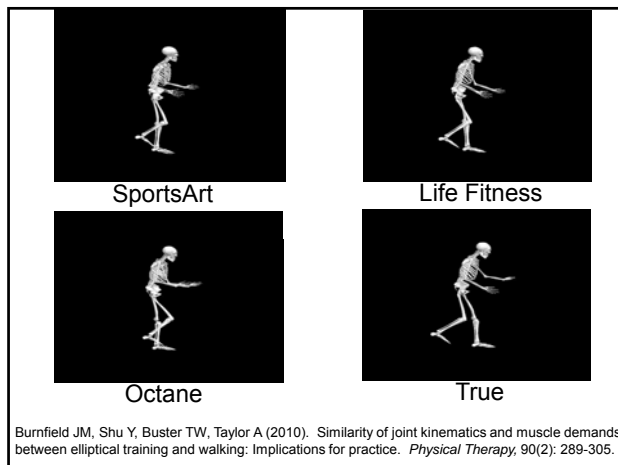 SportsArt
Life Fitness
Octane
True
Burnfield JM, Shu Y, Buster TW, Taylor A (2010). Similarity of joint kinematics and muscle demands
between elliptical training and walking: Implications for practice. Physical Therapy, 90(2): 289-305.